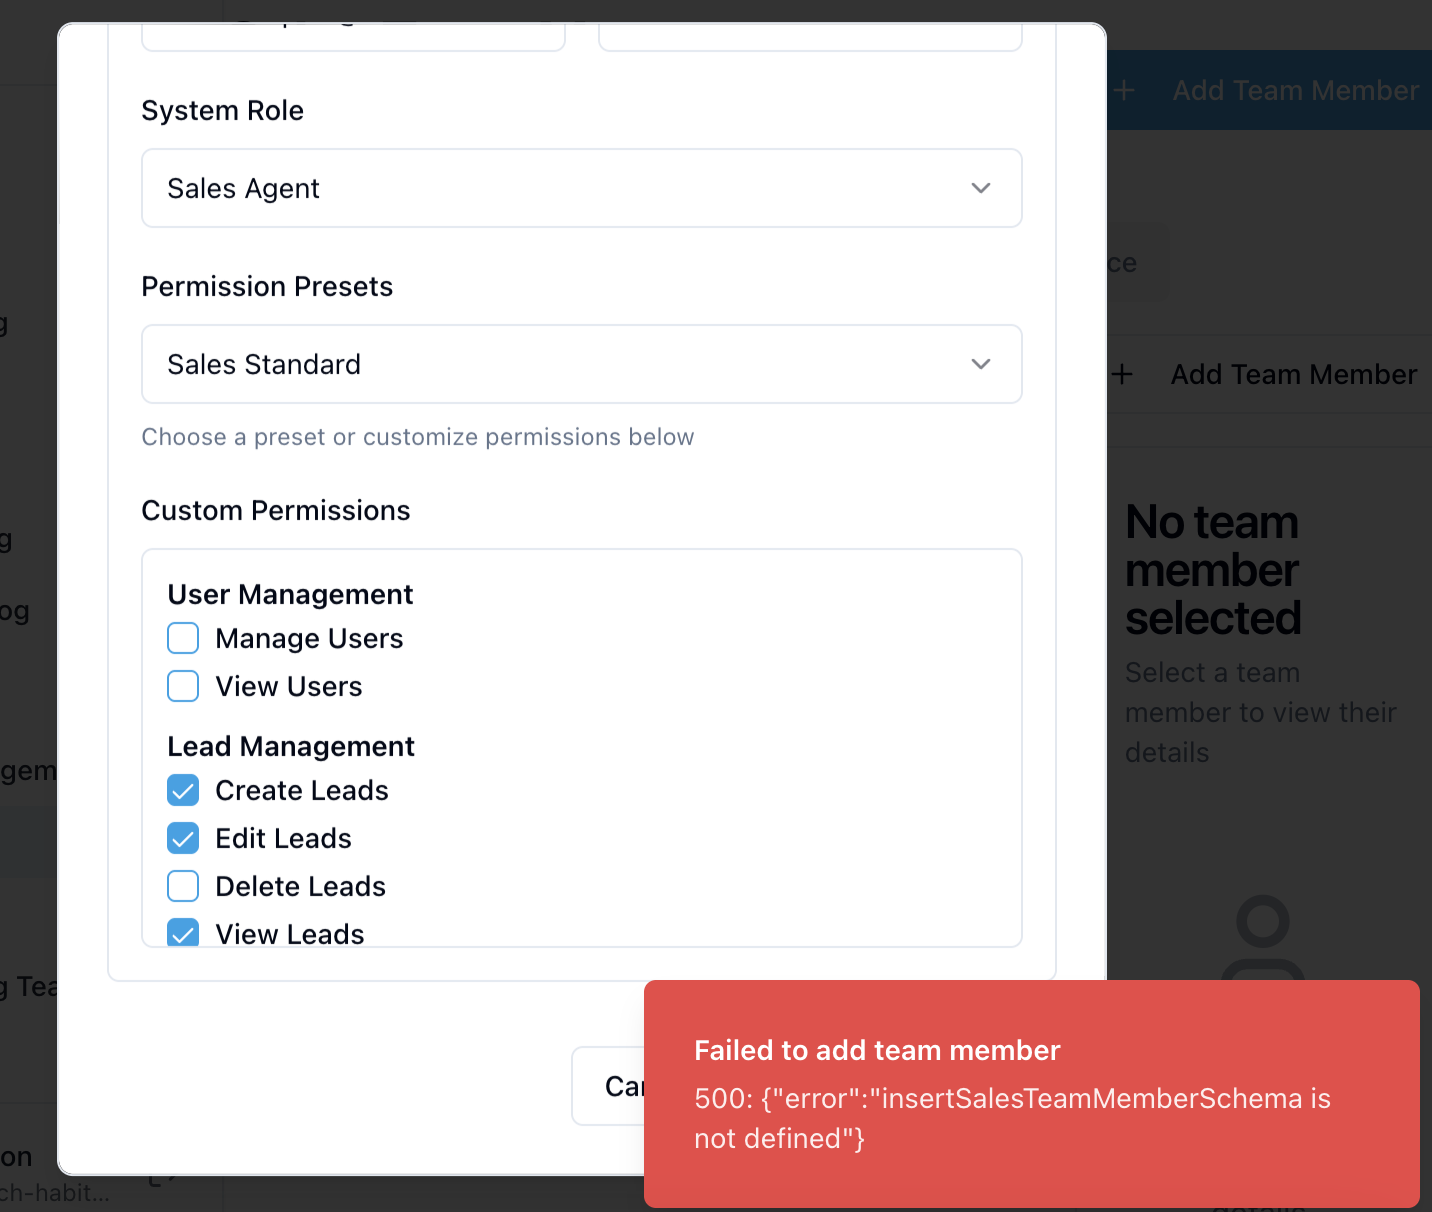 Add Team Member
System Role
Sales Agent
Permission Presets
ce
Sales Standard
Add Team Member
Choose a preset or customize permissions below
Custom Permissions
No team
member
selected
Select a team
member to view their
details
User Management
Manage Users
View Users
og
Lead Management
gem
Create Leads
Edit Leads
Delete Leads
View Leads
g Tea
Failed to add team member
500: {"error":"insertSalesTeamMemberSchema is
not defined"}
Can
on
ch-habit...